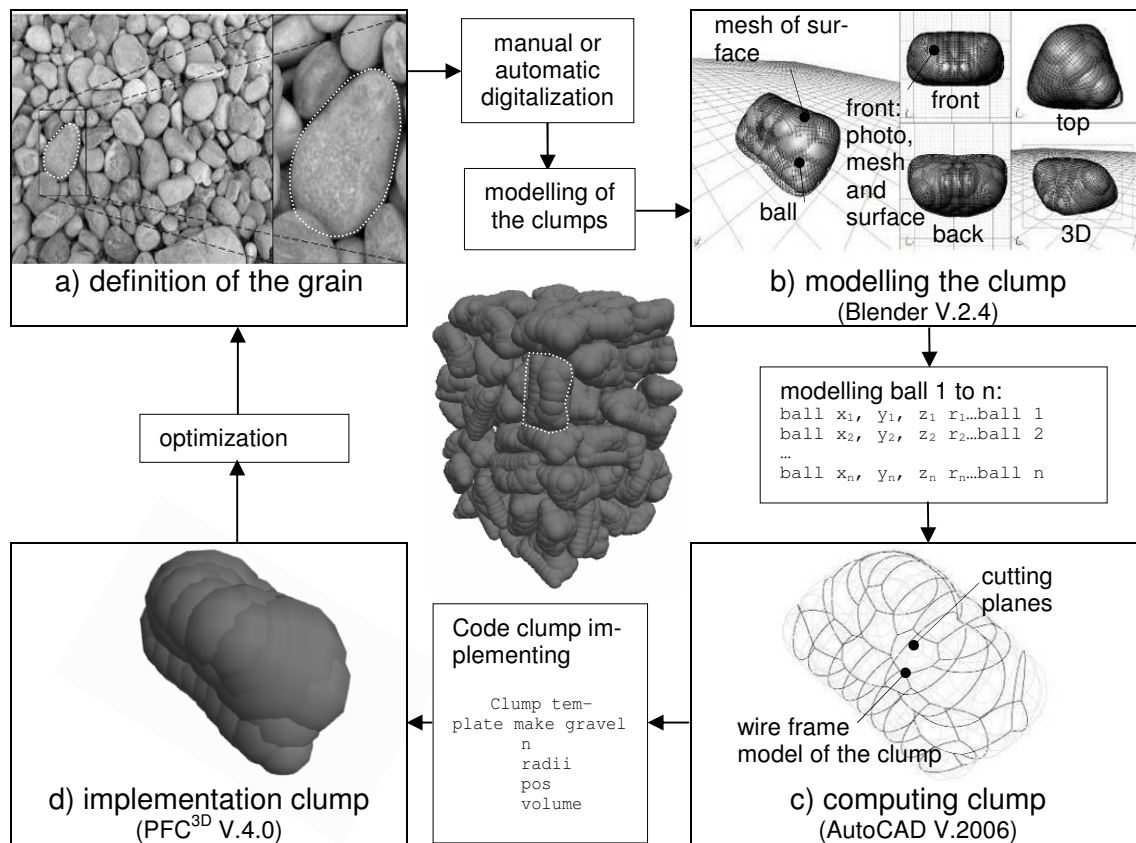 manual or
automatic
digitalization
modelling of
the clumps
a) definition of the grain
mesh of sur-
face
ball
front:
photo,
mesh
and
surface
front
top
back
3D
b) modelling the clump
(Blender V.2.4)
modelling ball 1 to n:
ball x₁, y₁, z₁ r₁…ball 1
ball x₂, y₂, z₂ r₂…ball 2
…
ball xₙ, yₙ, zₙ rₙ…ball n
cutting
planes
wire frame
model of the clump
c) computing clump
(AutoCAD V.2006)
Code clump im-
plementing
Clump tem-
plate make gravel
n
radii
pos
volume
d) implementation clump
(PFC³ᴰ V.4.0)
optimization